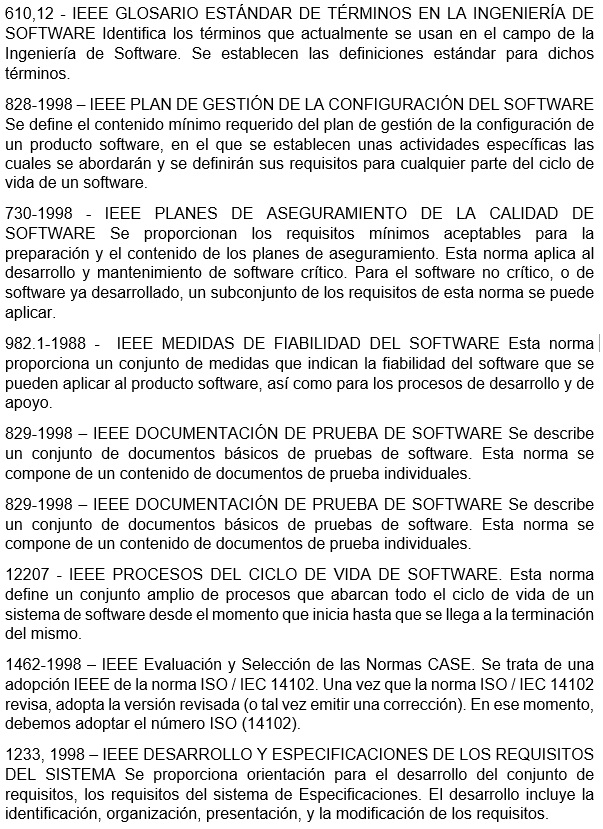 610,12 - IEEE GLOSARIO ESTÁNDAR DE TÉRMINOS EN LA INGENIERÍA DE
SOFTWARE Identifica los términos que actualmente se usan en el campo de la
Ingeniería de Software. Se establecen las definiciones estándar para dichos
términos.
828-1998 – IEEE PLAN DE GESTIÓN DE LA CONFIGURACIÓN DEL SOFTWARE
Se define el contenido mínimo requerido del plan de gestión de la configuración de
un producto software, en el que se establecen unas actividades específicas las
cuales se abordarán y se definirán sus requisitos para cualquier parte del ciclo de
vida de un software.
730-1998 - IEEE PLANES DE ASEGURAMIENTO DE LA CALIDAD DE
SOFTWARE Se proporcionan los requisitos mínimos aceptables para la
preparación y el contenido de los planes de aseguramiento. Esta norma aplica al
desarrollo y mantenimiento de software crítico. Para el software no crítico, o de
software ya desarrollado, un subconjunto de los requisitos de esta norma se puede
aplicar.
982.1-1988 - IEEE MEDIDAS DE FIABILIDAD DEL SOFTWARE Esta norma
proporciona un conjunto de medidas que indican la fiabilidad del software que se
pueden aplicar al producto software, así como para los procesos de desarrollo y de
apoyo.
829-1998 – IEEE DOCUMENTACIÓN DE PRUEBA DE SOFTWARE Se describe
un conjunto de documentos básicos de pruebas de software. Esta norma se
compone de un contenido de documentos de prueba individuales.
829-1998 – IEEE DOCUMENTACIÓN DE PRUEBA DE SOFTWARE Se describe
un conjunto de documentos básicos de pruebas de software. Esta norma se
compone de un contenido de documentos de prueba individuales.
12207 - IEEE PROCESOS DEL CICLO DE VIDA DE SOFTWARE. Esta norma
define un conjunto amplio de procesos que abarcan todo el ciclo de vida de un
sistema de software desde el momento que inicia hasta que se llega a la terminación
del mismo.
1462-1998 – IEEE Evaluación y Selección de las Normas CASE. Se trata de una
adopción IEEE de la norma ISO / IEC 14102. Una vez que la norma ISO / IEC 14102
revisa, adopta la versión revisada (o tal vez emitir una corrección). En ese momento,
debemos adoptar el número ISO (14102).
1233, 1998 – IEEE DESARROLLO Y ESPECIFICACIONES DE LOS REQUISITOS
DEL SISTEMA Se proporciona orientación para el desarrollo del conjunto de
requisitos, los requisitos del sistema de Especificaciones. El desarrollo incluye la
identificación, organización, presentación, y la modificación de los requisitos.